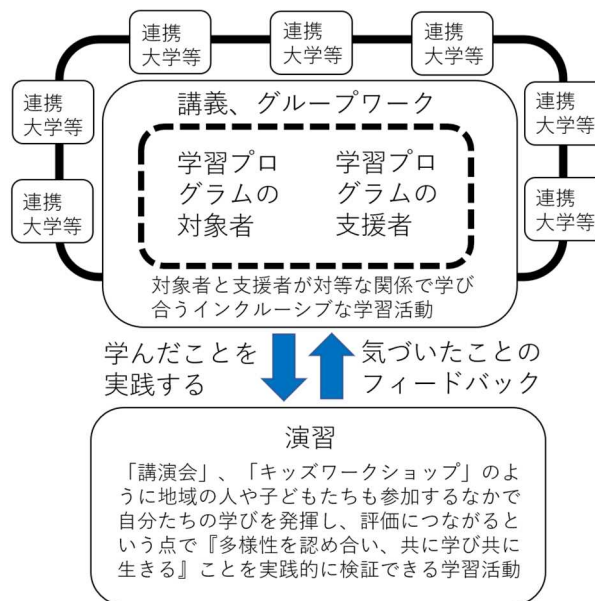 連携
大学等
連携
大学等
連携
大学等
連携
大学等
連携
大学等
連携
大学等
連携
大学等
講義、グループワーク
学習プロ
グラムの
対象者
学習プロ
グラムの
支援者
対象者と支援者が対等な関係で学び
合うインクルーシブな学習活動
学んだことを
実践する
気づいたことの
フィードバック
演習
「講演会」、「キッズワークショップ」のよ
うに地域の人や子どもたちも参加するなかで
自分たちの学びを発揮し、評価につながると
いう点で『多様性を認め合い、共に学び共に
生きる』ことを実践的に検証できる学習活動